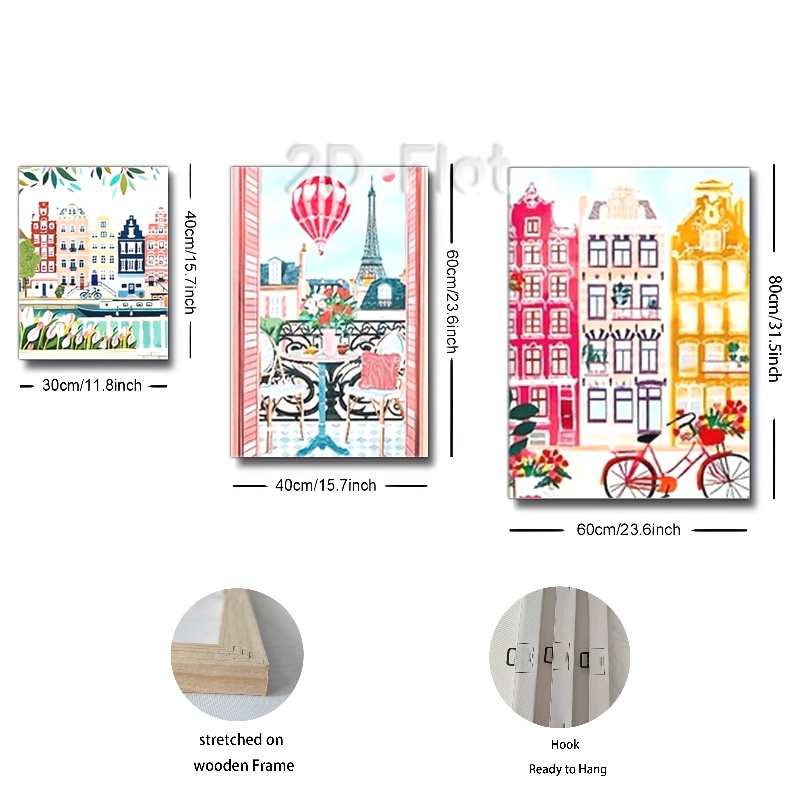 2D Flat
40cm/15.7inch
60cm/23.6inch
80cm/31.5inch
30cm/11.8inch
40cm/15.7inch
60cm/23.6inch
stretched on
wooden Frame
Hook
Ready to Hang